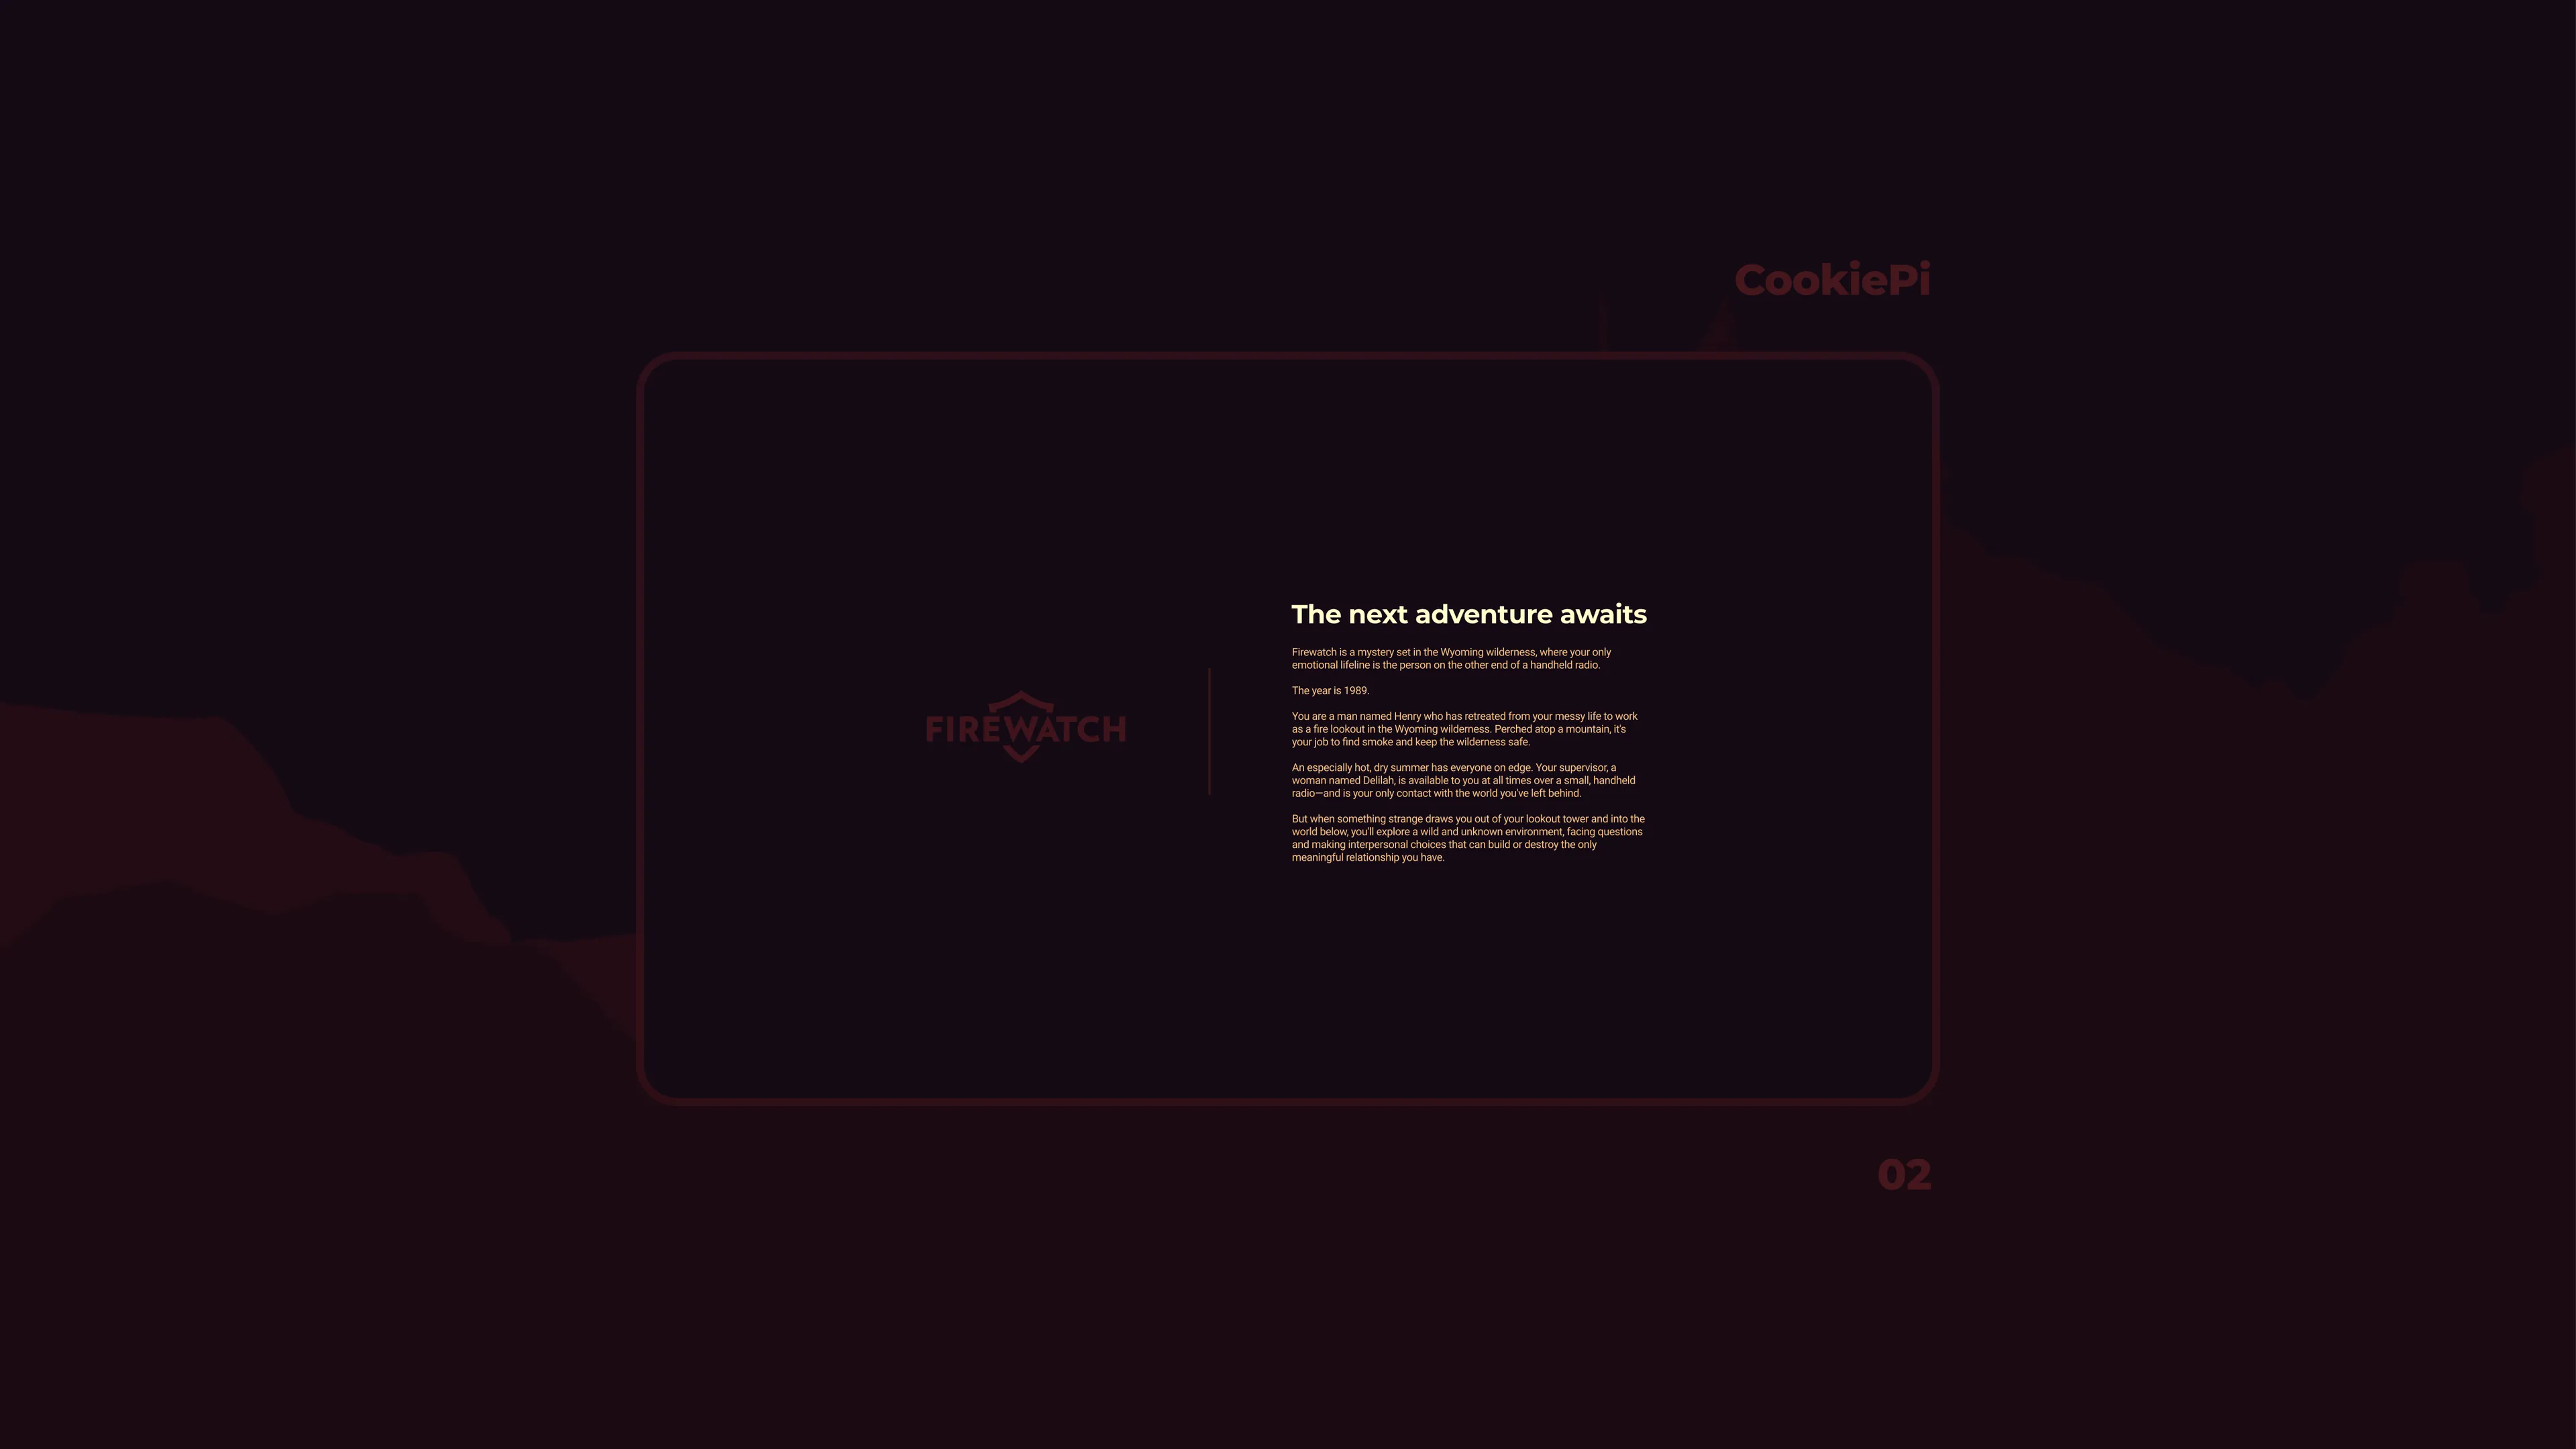 CookiePi
FIREWATCH
The next adventure awaits
Firewatch is a mystery set in the Wyoming wilderness, where your only
emotional lifeline is the person on the other end of a handheld radio.
The year is 1989.
You are a man named Henry who has retreated from your messy life to work
as a fire lookout in the Wyoming wilderness. Perched atop a mountain, it's
your job to find smoke and keep the wilderness safe.
An especially hot, dry summer has everyone on edge. Your supervisor, a
woman named Delilah, is available to you at all times over a small, handheld
radio—and is your only contact with the world you've left behind.
But when something strange draws you out of your lookout tower and into the
world below, you'll explore a wild and unknown environment, facing questions
and making interpersonal choices that can build or destroy the only
meaningful relationship you have.
02